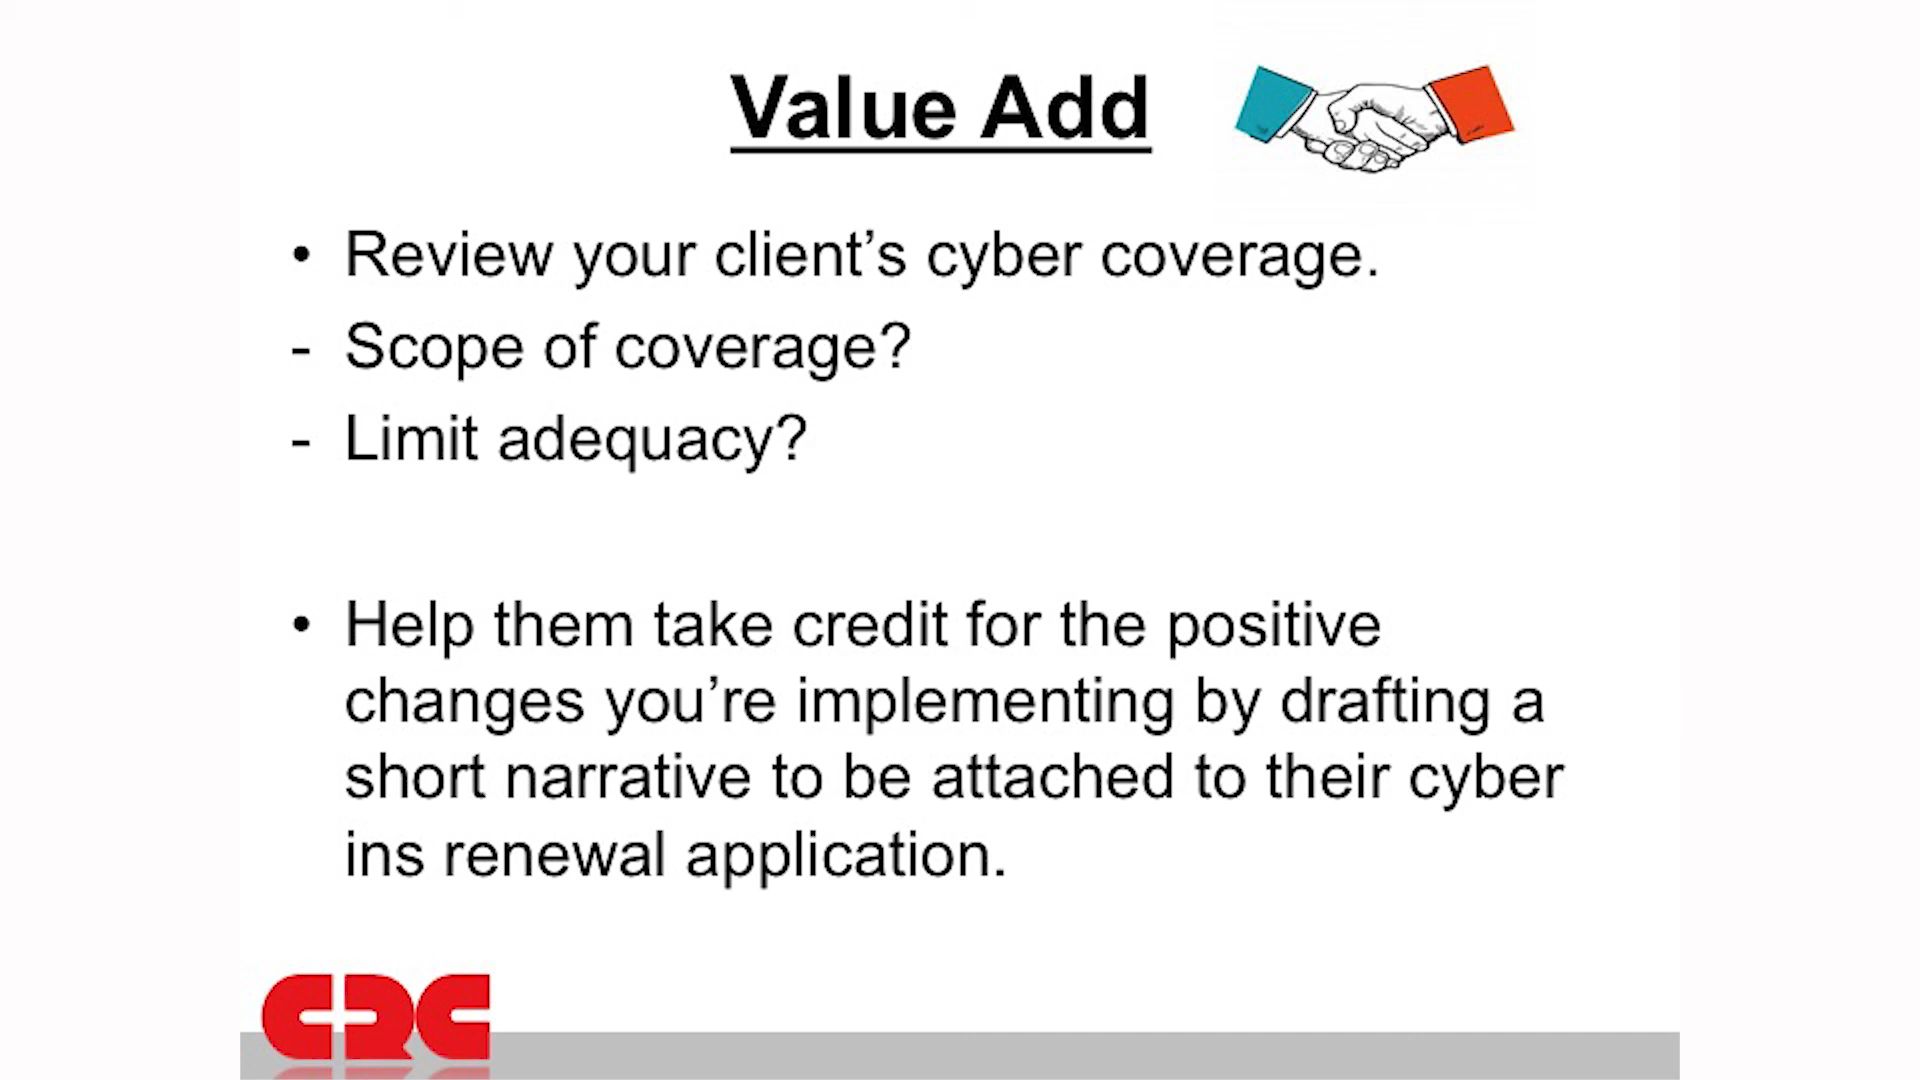 Value Add
• Review your client’s cyber coverage.
- Scope of coverage?
- Limit adequacy?
• Help them take credit for the positive
changes you’re implementing by drafting a
short narrative to be attached to their cyber
ins renewal application.
CRC